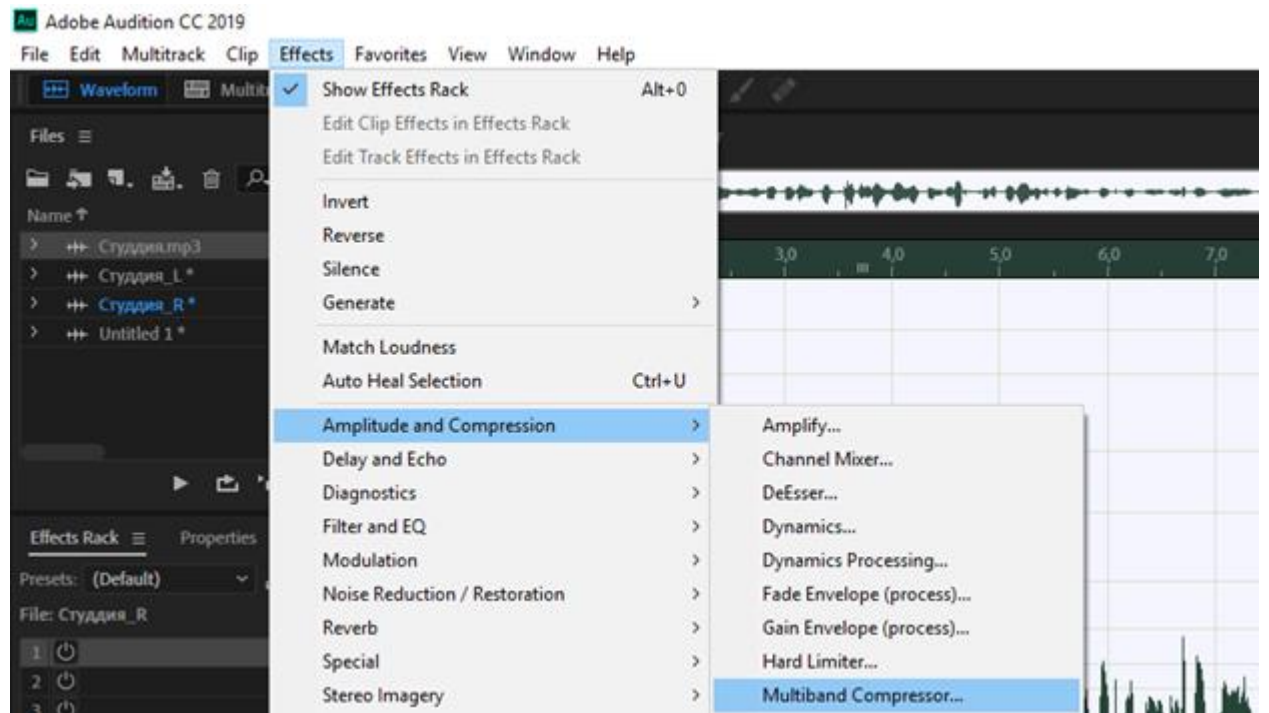 Au Adobe Audition CC 2019
File Edit Multitrack Clip Effects Favorites View Window Help
Waveform
Show Effects Rack Alt+0
Edit Clip Effects in Effects Rack
Files
Edit Track Effects in Effects Rack
Invert
Name
Reverse
Студдия.mp3
3,0 4,0 5,0 6,0 7,0
Silence
Студдия_L *
Generate
Студдия_R *
Untitled 1 *
Match Loudness
Auto Heal Selection Ctrl+U
Amplitude and Compression
Amplify...
Delay and Echo
Channel Mixer...
Diagnostics
DeEsser...
Filter and EQ
Dynamics...
Effects Rack Properties
Modulation
Dynamics Processing...
Presets: (Default)
Noise Reduction / Restoration
Fade Envelope (process)...
File: Студдия_R
Reverb
Gain Envelope (process)...
1
Special
Hard Limiter...
2
Stereo Imagery
Multiband Compressor...
3